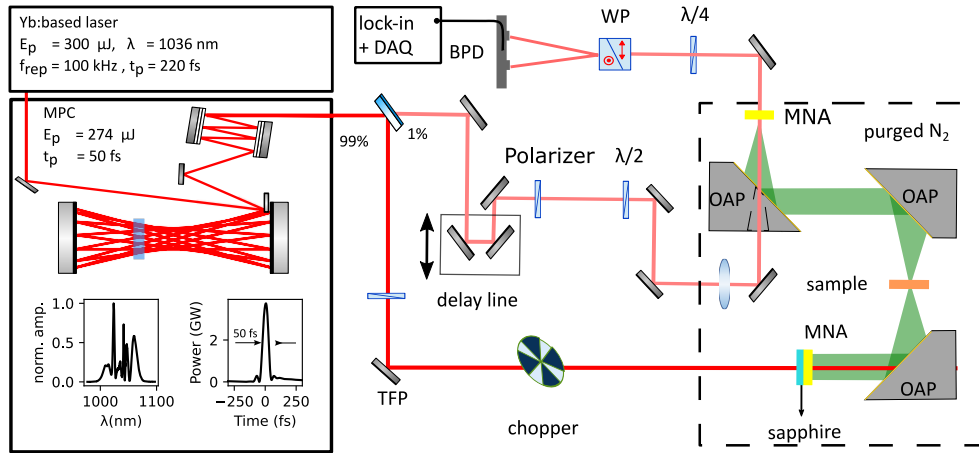 Yb:based laser
Eₚ = 300 µJ, λ = 1036 nm
fᵣₑₚ = 100 kHz , tₚ = 220 fs
MPC
Eₚ = 274 µJ
tₚ = 50 fs
norm. amp.
1.0
0.5
0.0
1000
1100
λ(nm)
Power (GW)
2
0
50 fs
−250
0
250
Time (fs)
lock-in
+ DAQ
BPD
WP
λ/4
99%
1%
Polarizer
λ/2
delay line
TFP
chopper
MNA
purged N₂
OAP
OAP
sample
MNA
OAP
sapphire